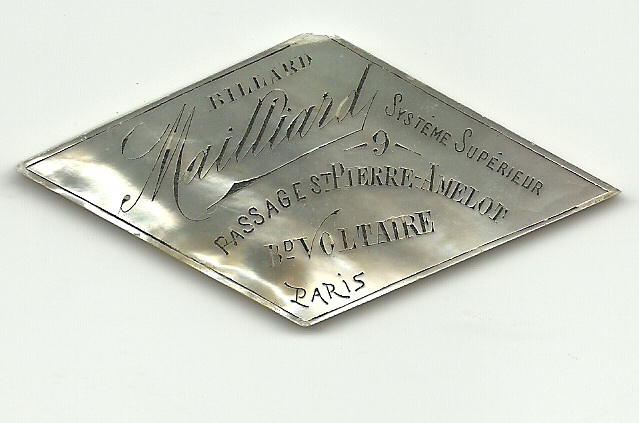 BILLARD
Mailliard
SYSTÈME SUPÉRIEUR
9
PASSAGE ST PIERRE-AMELOT
BD VOLTAIRE
PARIS